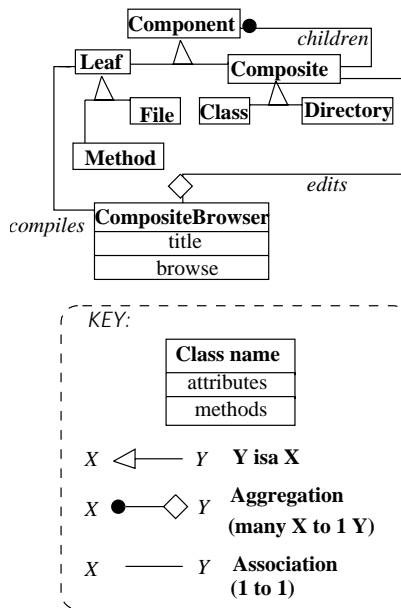 Component
children
Leaf
Composite
File
Class
Directory
Method
edits
compiles
CompositeBrowser
title
browse
KEY:
Class name
attributes
methods
X Y Y isa X
X Y Aggregation
(many X to 1 Y)
X Y Association
(1 to 1)